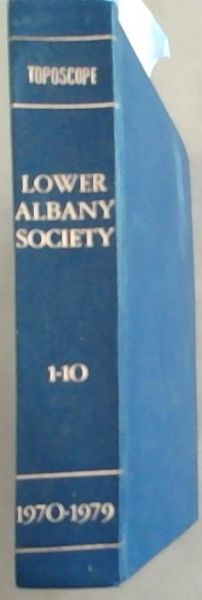 TOPOSCOPE
LOWER
ALBANY
SOCIETY
1-10
1970-1979